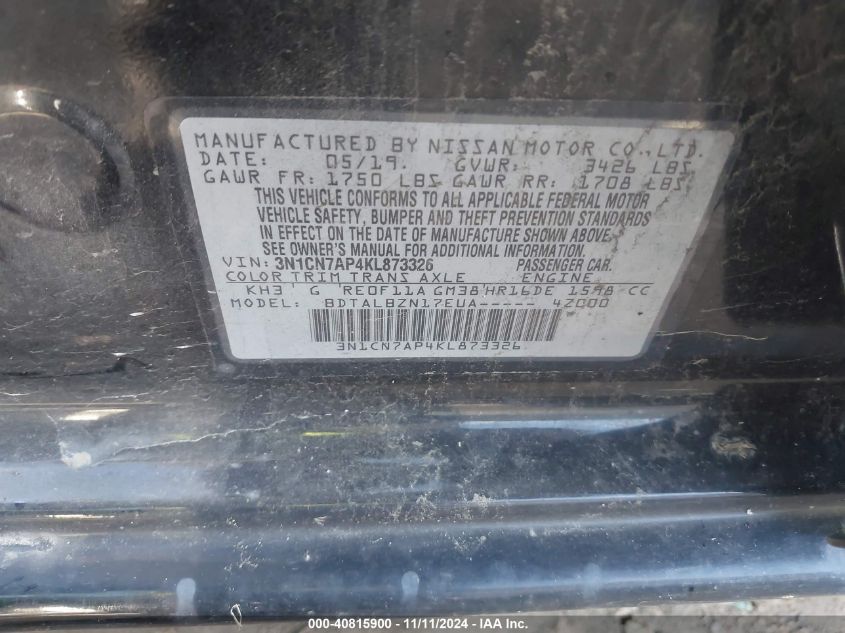 MANUFACTURED BY NISSAN MOTOR CO., LTD.
DATE: 05/19. GVWR: 3426 LBS
GAWR FR: 1750 LBS GAWR RR: 1708 LBS
THIS VEHICLE CONFORMS TO ALL APPLICABLE FEDERAL MOTOR
VEHICLE SAFETY, BUMPER AND THEFT PREVENTION STANDARDS
IN EFFECT ON THE DATE OF MANUFACTURE SHOWN ABOVE.
SEE OWNER'S MANUAL FOR ADDITIONAL INFORMATION.
VIN: 3N1CN7AP4KL873326 PASSENGER CAR.
COLOR TRIM TRANS AXLE ENGINE
KH3 G RE0F11A GM38 HR16DE 1598-CC
MODEL: BDTALBZN17EUA----- 4Z000
3N1CN7AP4KL873326
000-40815900 - 11/11/2024 - IAA Inc.